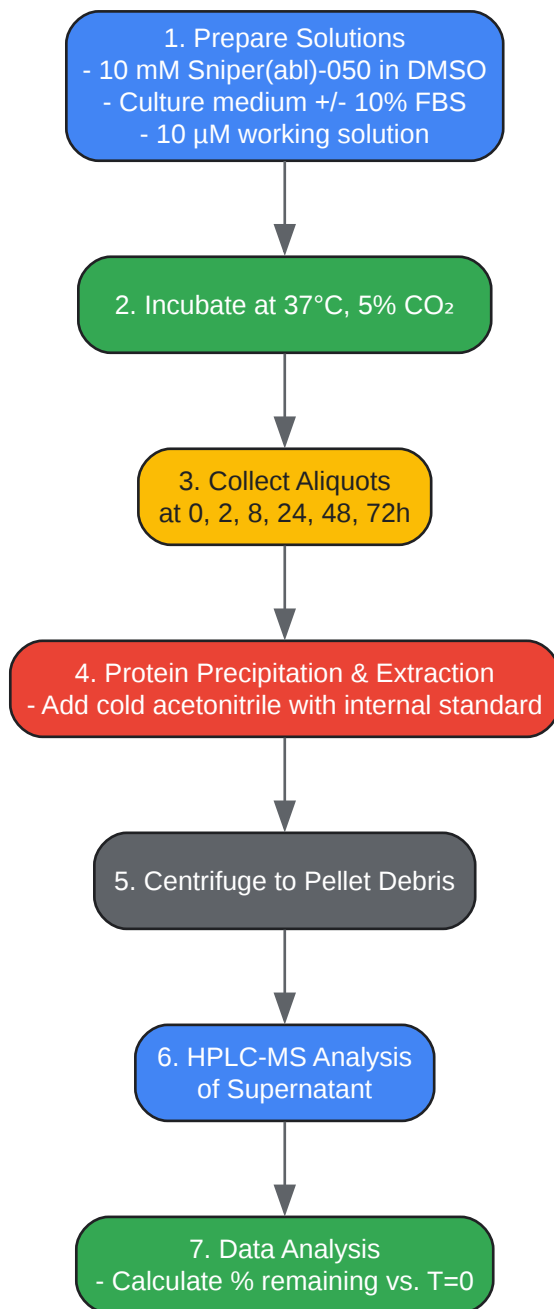 1. Prepare Solutions
- 10 mM Sniper(abl)-050 in DMSO
- Culture medium +/- 10% FBS
- 10 µM working solution
2. Incubate at 37°C, 5% CO₂
3. Collect Aliquots
at 0, 2, 8, 24, 48, 72h
4. Protein Precipitation & Extraction
- Add cold acetonitrile with internal standard
5. Centrifuge to Pellet Debris
6. HPLC-MS Analysis
of Supernatant
7. Data Analysis
- Calculate % remaining vs. T=0